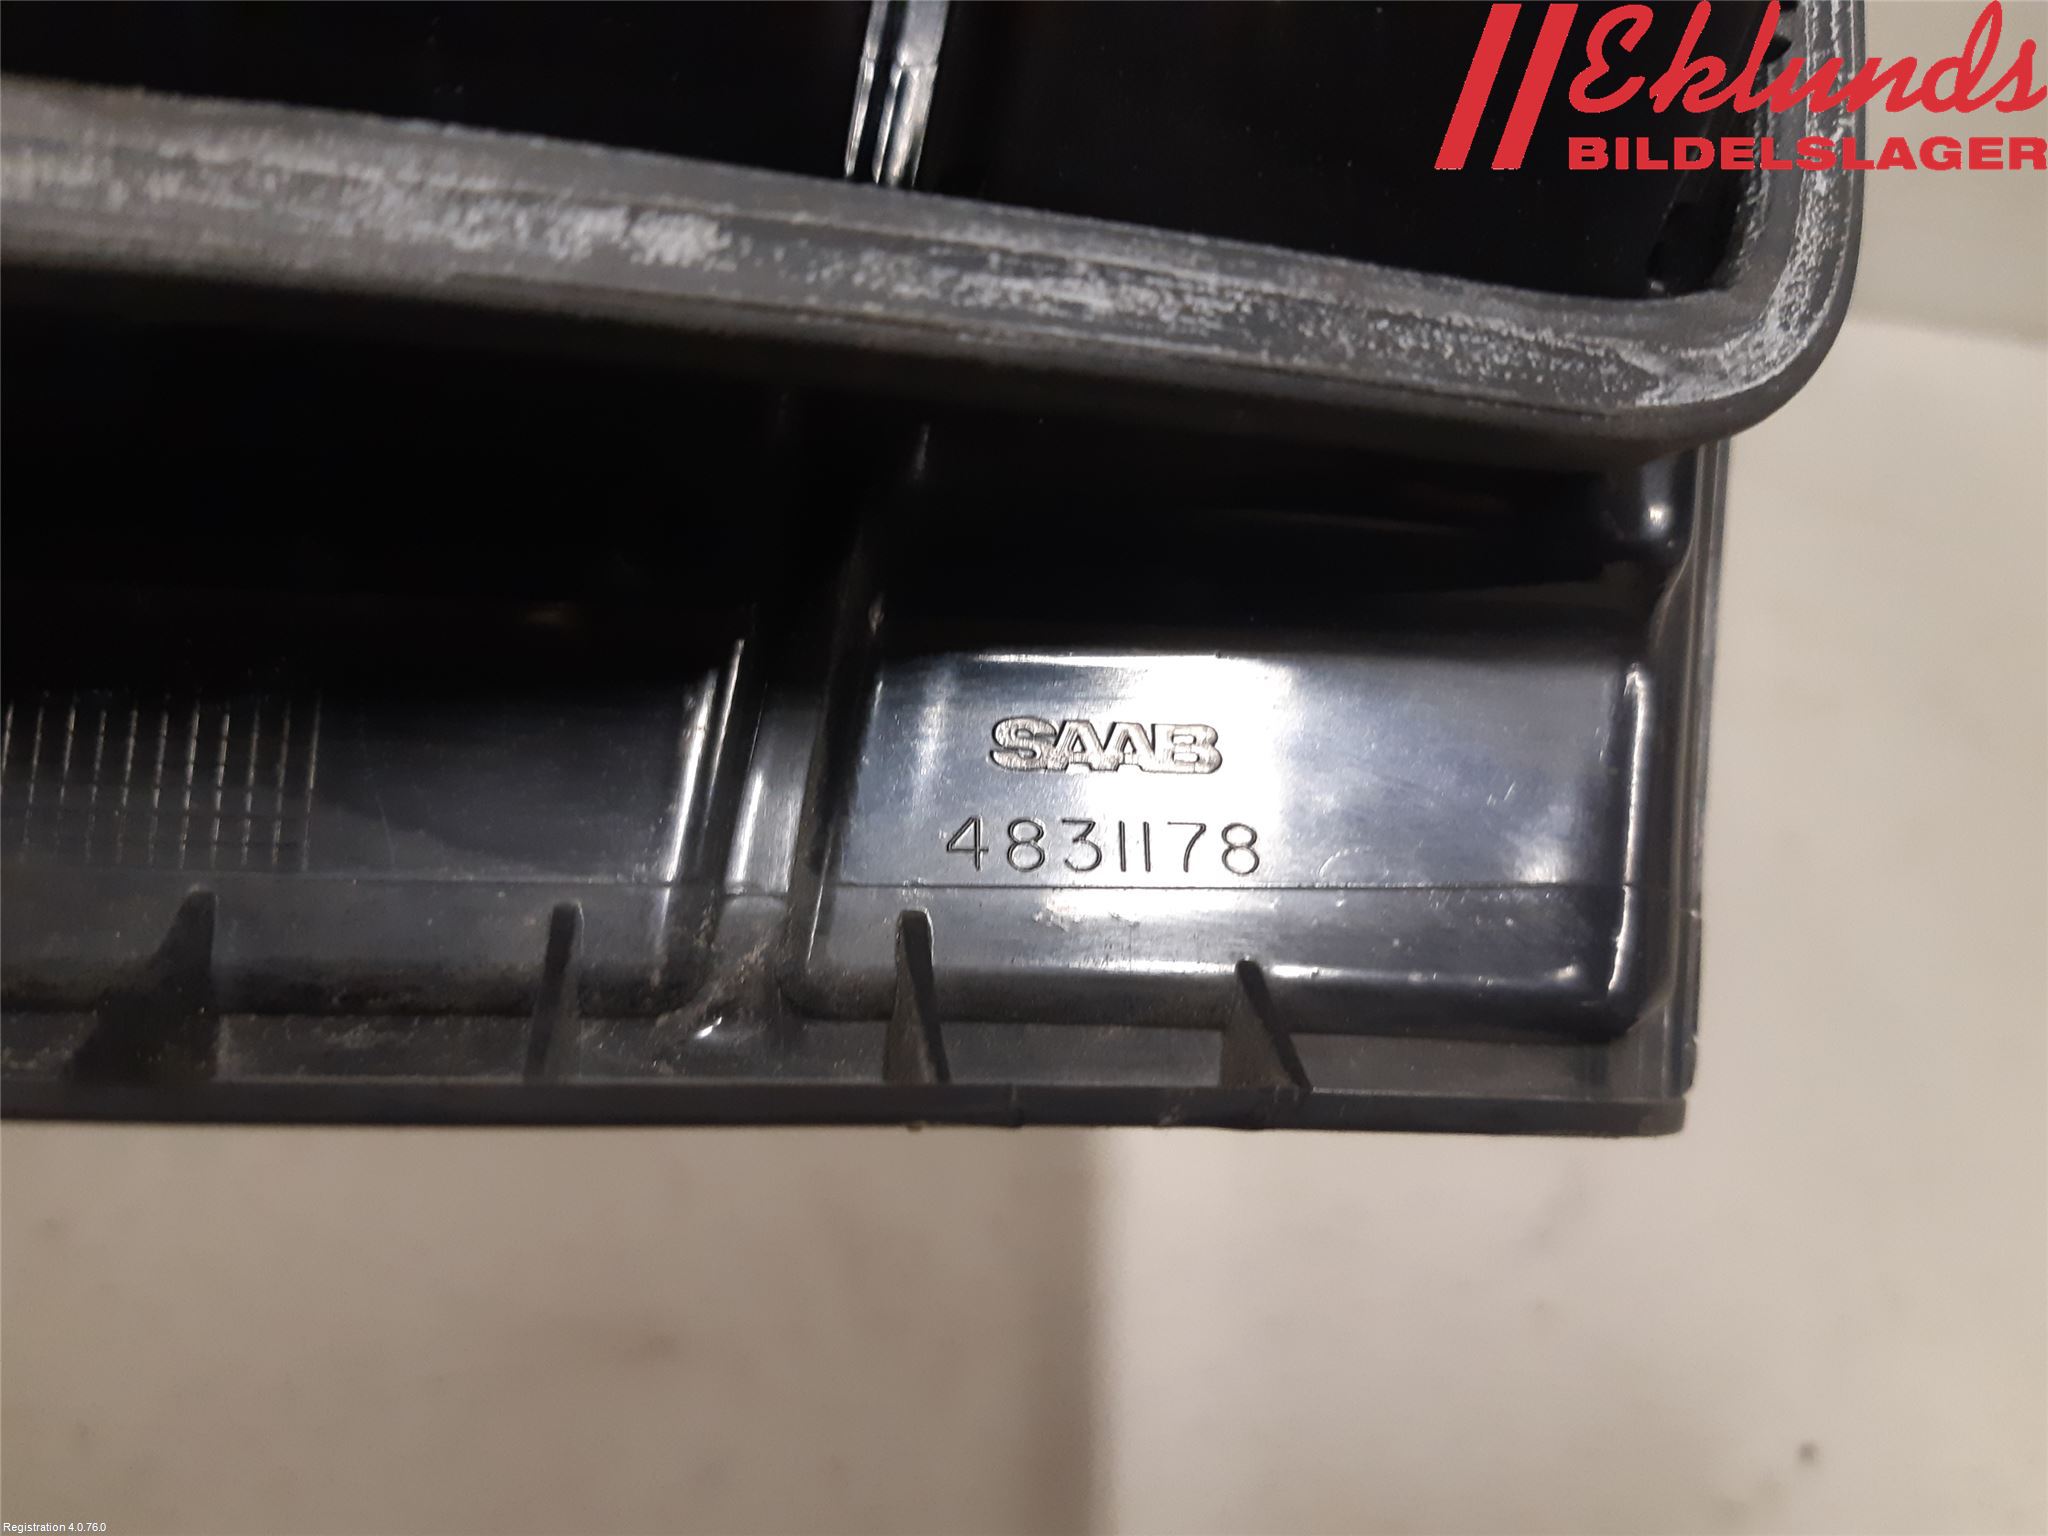 Eklunds
BILDELSLAGER
SAAB
4831178
Registration 4.0.76.0